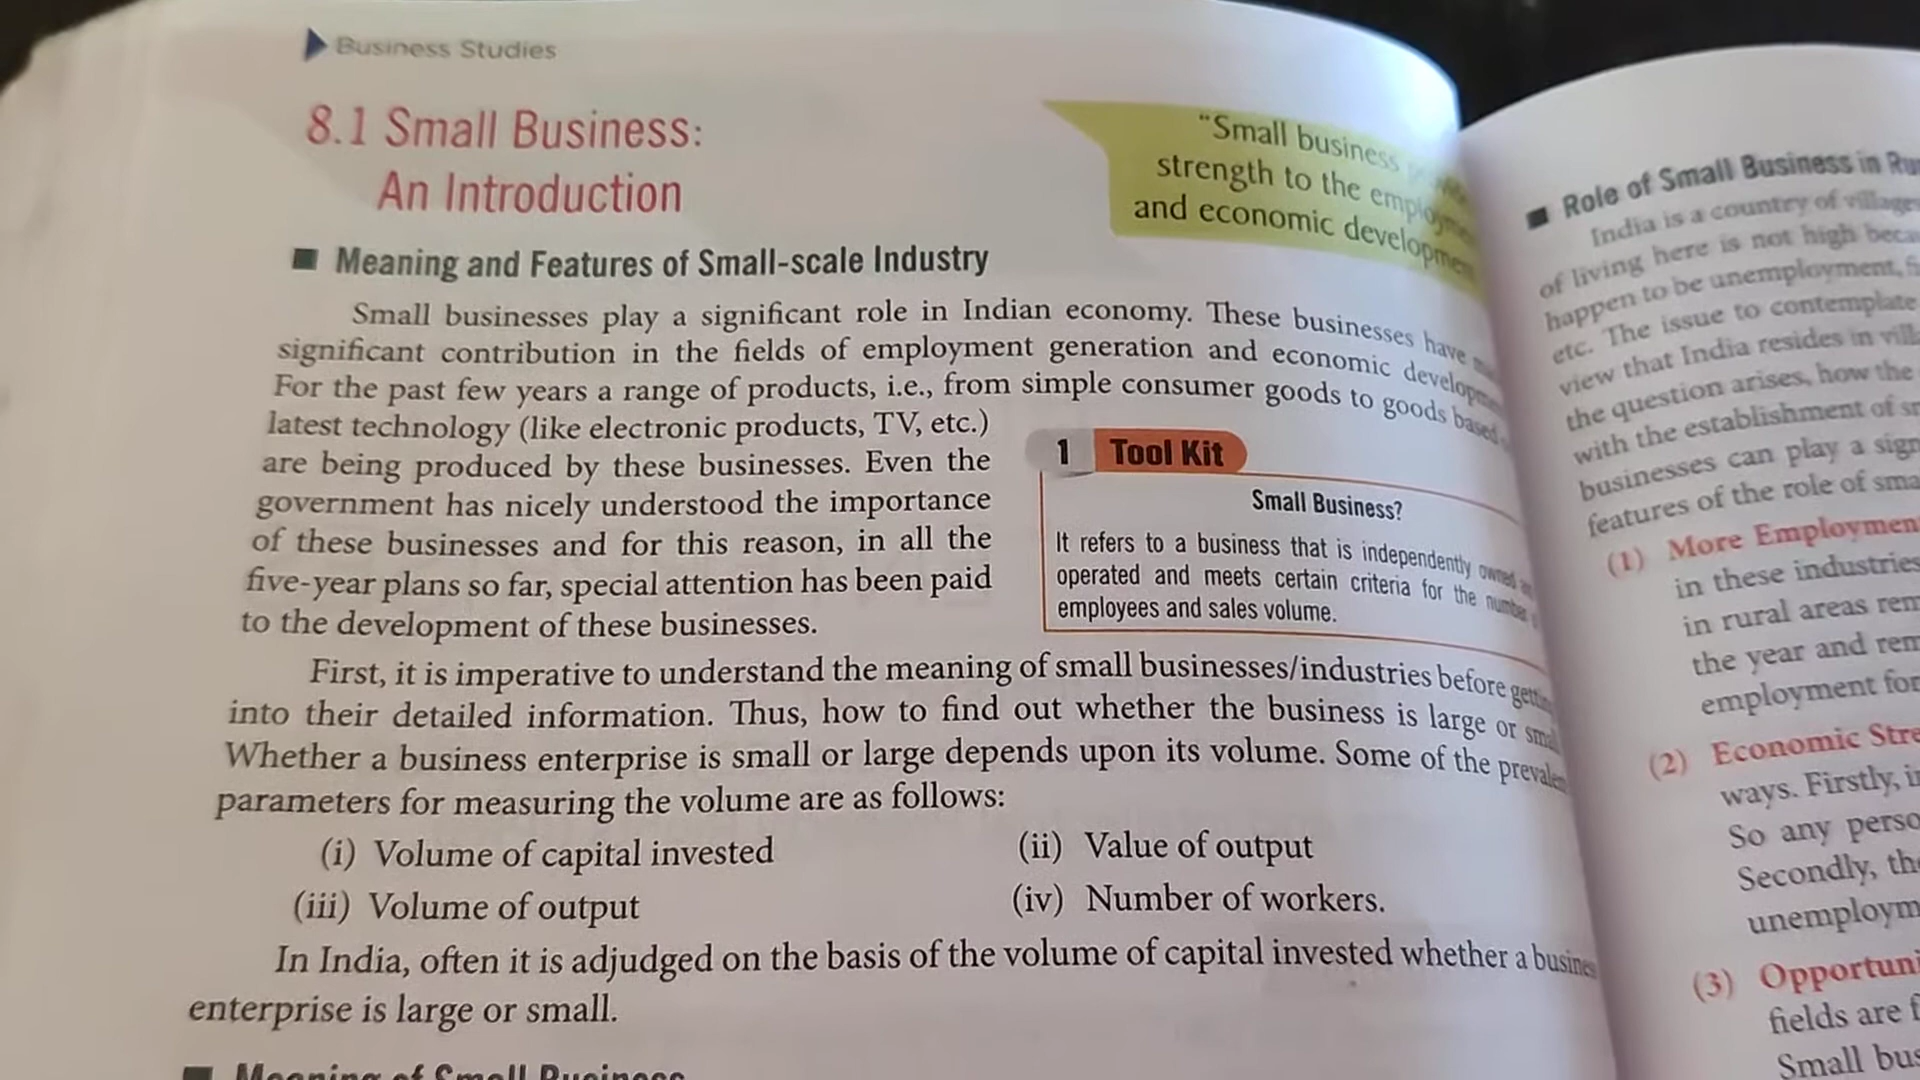 Business Studies
8.1 Small Business:
An Introduction
"Small business
strength to the
and economic development
■ Meaning and Features of Small-scale Industry
Small businesses play a significant role in Indian economy. These businesses have
significant contribution in the fields of employment generation and economic
For the past few years a range of products, i.e., from simple consumer goods to goods based
latest technology (like electronic products, TV, etc.)
are being produced by these businesses. Even the
government has nicely understood the importance
of these businesses and for this reason, in all the
five-year plans so far, special attention has been paid
to the development of these businesses.
1 Tool Kit
Small Business?
It refers to a business that is independently owned
operated and meets certain criteria for the number
employees and sales volume.
First, it is imperative to understand the meaning of small businesses/industries before
into their detailed information. Thus, how to find out whether the business is large or
Whether a business enterprise is small or large depends upon its volume. Some of the
parameters for measuring the volume are as follows:
(i) Volume of capital invested (ii) Value of output
(iii) Volume of output (iv) Number of workers.
In India, often it is adjudged on the basis of the volume of capital invested whether a
enterprise is large or small.
■ Meaning of Small Business
■ Role of Small Business in
India is a country of villages
of living here is not high
happen to be unemployment,
etc. The issue to contemplate
view that India resides in
the question arises, how the
with the establishment of
businesses can play a
features of the role of
(1) More
in these industries
in rural areas
the year and
employment for
(2) Economic
ways. Firstly,
So any
Secondly,
(3)
fields are
Small